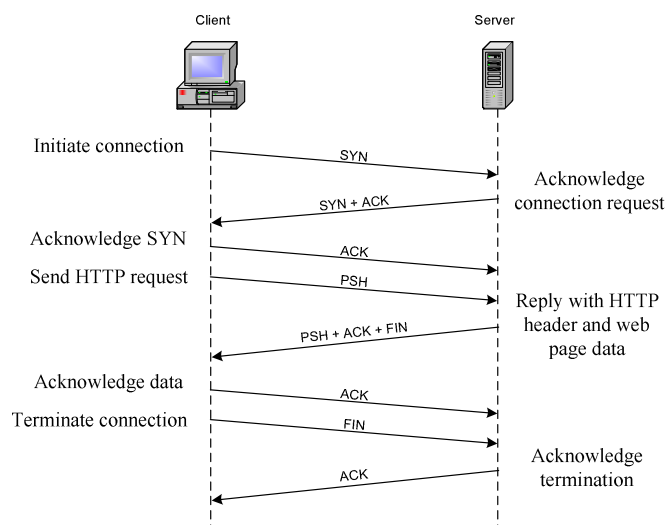 Client
Server
Initiate connection
SYN
Acknowledge
connection request
SYN + ACK
Acknowledge SYN
ACK
Send HTTP request
PSH
Reply with HTTP
header and web
page data
PSH + ACK + FIN
Acknowledge data
ACK
Terminate connection
FIN
Acknowledge
termination
ACK